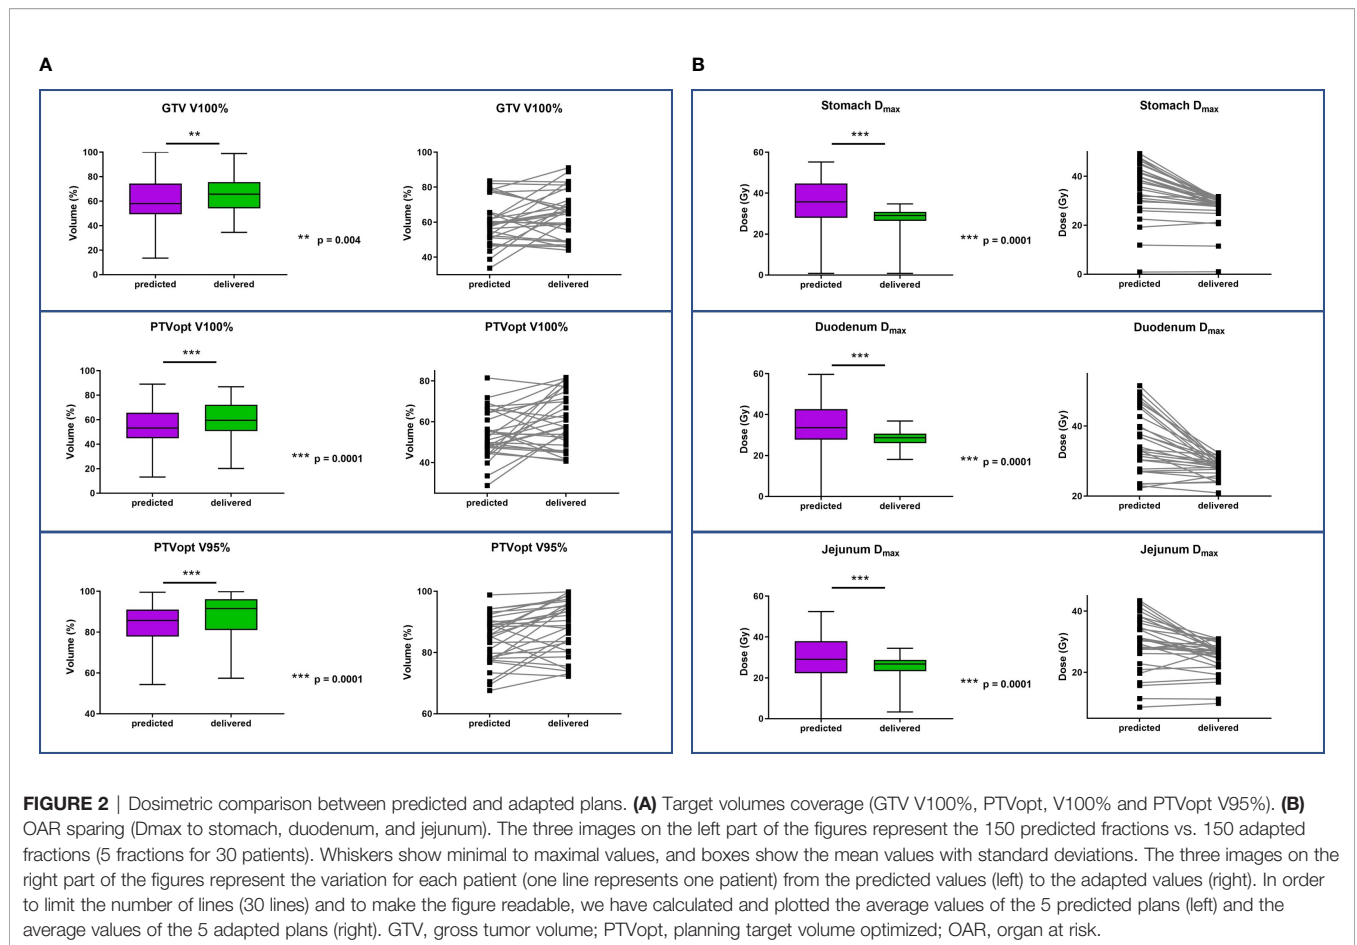 A
B
GTV V100%
**
100
80
60
40
20
0
Volume (%)
predicted
delivered
** p = 0.004
GTV V100%
100
80
60
40
Volume (%)
predicted
delivered
Stomach Dmax
***
60
40
20
0
Dose (Gy)
predicted
delivered
*** p = 0.0001
Stomach Dmax
40
20
0
Dose (Gy)
predicted
delivered
PTVopt V100%
***
100
80
60
40
20
0
Volume (%)
predicted
delivered
*** p = 0.0001
PTVopt V100%
80
60
40
Volume (%)
predicted
delivered
Duodenum Dmax
***
60
40
20
0
Dose (Gy)
predicted
delivered
*** p = 0.0001
Duodenum Dmax
40
20
Dose (Gy)
predicted
delivered
PTVopt V95%
***
100
80
60
40
Volume (%)
predicted
delivered
*** p = 0.0001
PTVopt V95%
100
80
60
Volume (%)
predicted
delivered
Jejunum Dmax
***
60
40
20
0
Dose (Gy)
predicted
delivered
*** p = 0.0001
Jejunum Dmax
40
20
Dose (Gy)
predicted
delivered
FIGURE 2 | Dosimetric comparison between predicted and adapted plans. (A) Target volumes coverage (GTV V100%, PTVopt, V100% and PTVopt V95%). (B)
OAR sparing (Dmax to stomach, duodenum, and jejunum). The three images on the left part of the figures represent the 150 predicted fractions vs. 150 adapted
fractions (5 fractions for 30 patients). Whiskers show minimal to maximal values, and boxes show the mean values with standard deviations. The three images on the
right part of the figures represent the variation for each patient (one line represents one patient) from the predicted values (left) to the adapted values (right). In order
to limit the number of lines (30 lines) and to make the figure readable, we have calculated and plotted the average values of the 5 predicted plans (left) and the
average values of the 5 adapted plans (right). GTV, gross tumor volume; PTVopt, planning target volume optimized; OAR, organ at risk.